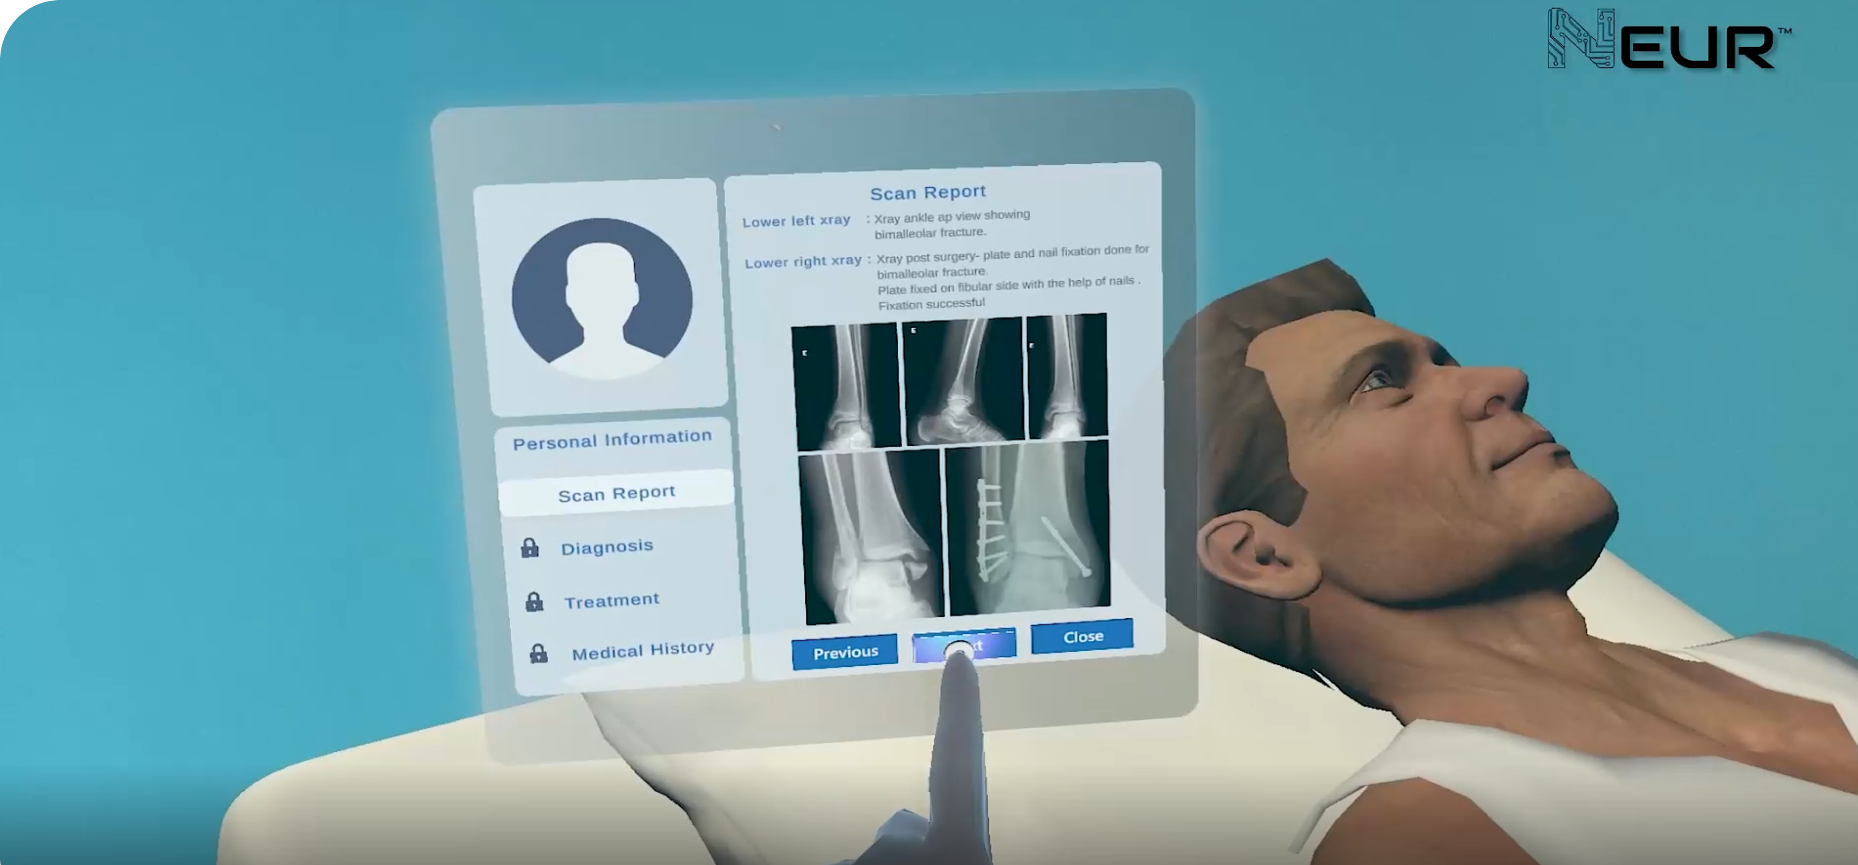 NEUR™
Scan Report
Lower left xray : Xray ankle ap view showing
bimalleolar fracture.
Lower right xray : Xray post surgery- plate and nail fixation done for
bimalleolar fracture.
Plate fixed on fibular side with the help of nails .
Fixation successful
E
E
E
Personal Information
Scan Report
Diagnosis
Treatment
Medical History
Previous
Close